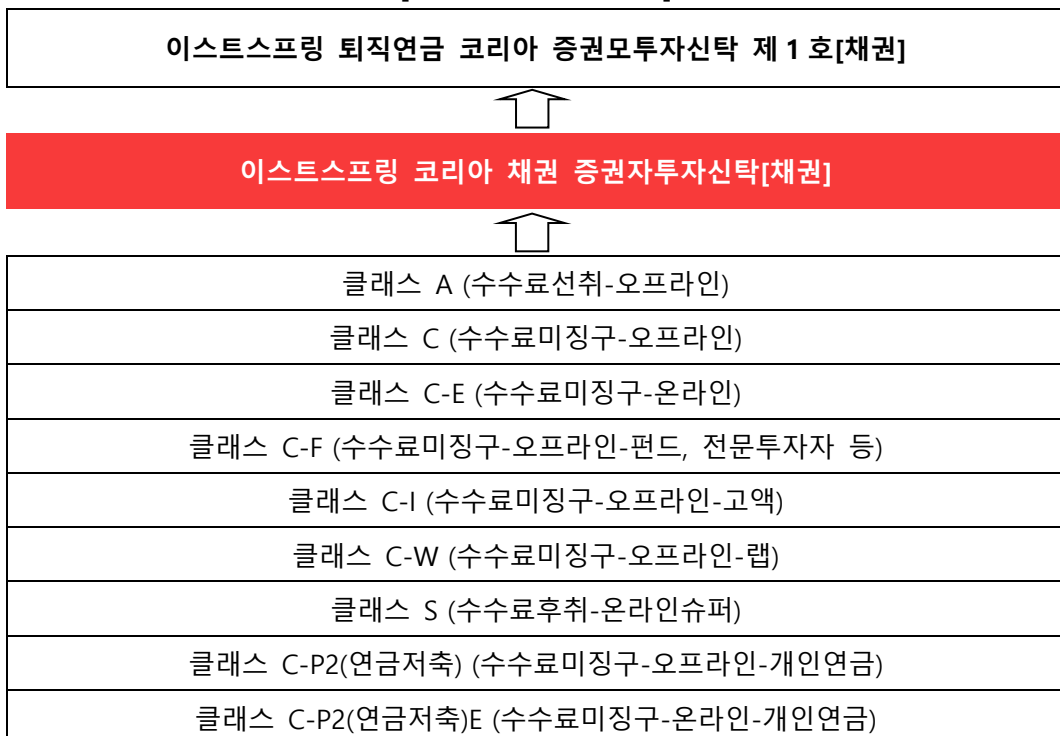 이스트스프링 퇴직연금 코리아 증권모투자신탁 제1호[채권]
이스트스프링 코리아 채권 증권자투자신탁[채권]
클래스 A (수수료선취-오프라인)
클래스 C (수수료미징구-오프라인)
클래스 C-E (수수료미징구-온라인)
클래스 C-F (수수료미징구-오프라인-펀드, 전문투자자 등)
클래스 C-I (수수료미징구-오프라인-고액)
클래스 C-W (수수료미징구-오프라인-랩)
클래스 S (수수료후취-온라인슈퍼)
클래스 C-P2(연금저축) (수수료미징구-오프라인-개인연금)
클래스 C-P2(연금저축)E (수수료미징구-온라인-개인연금)